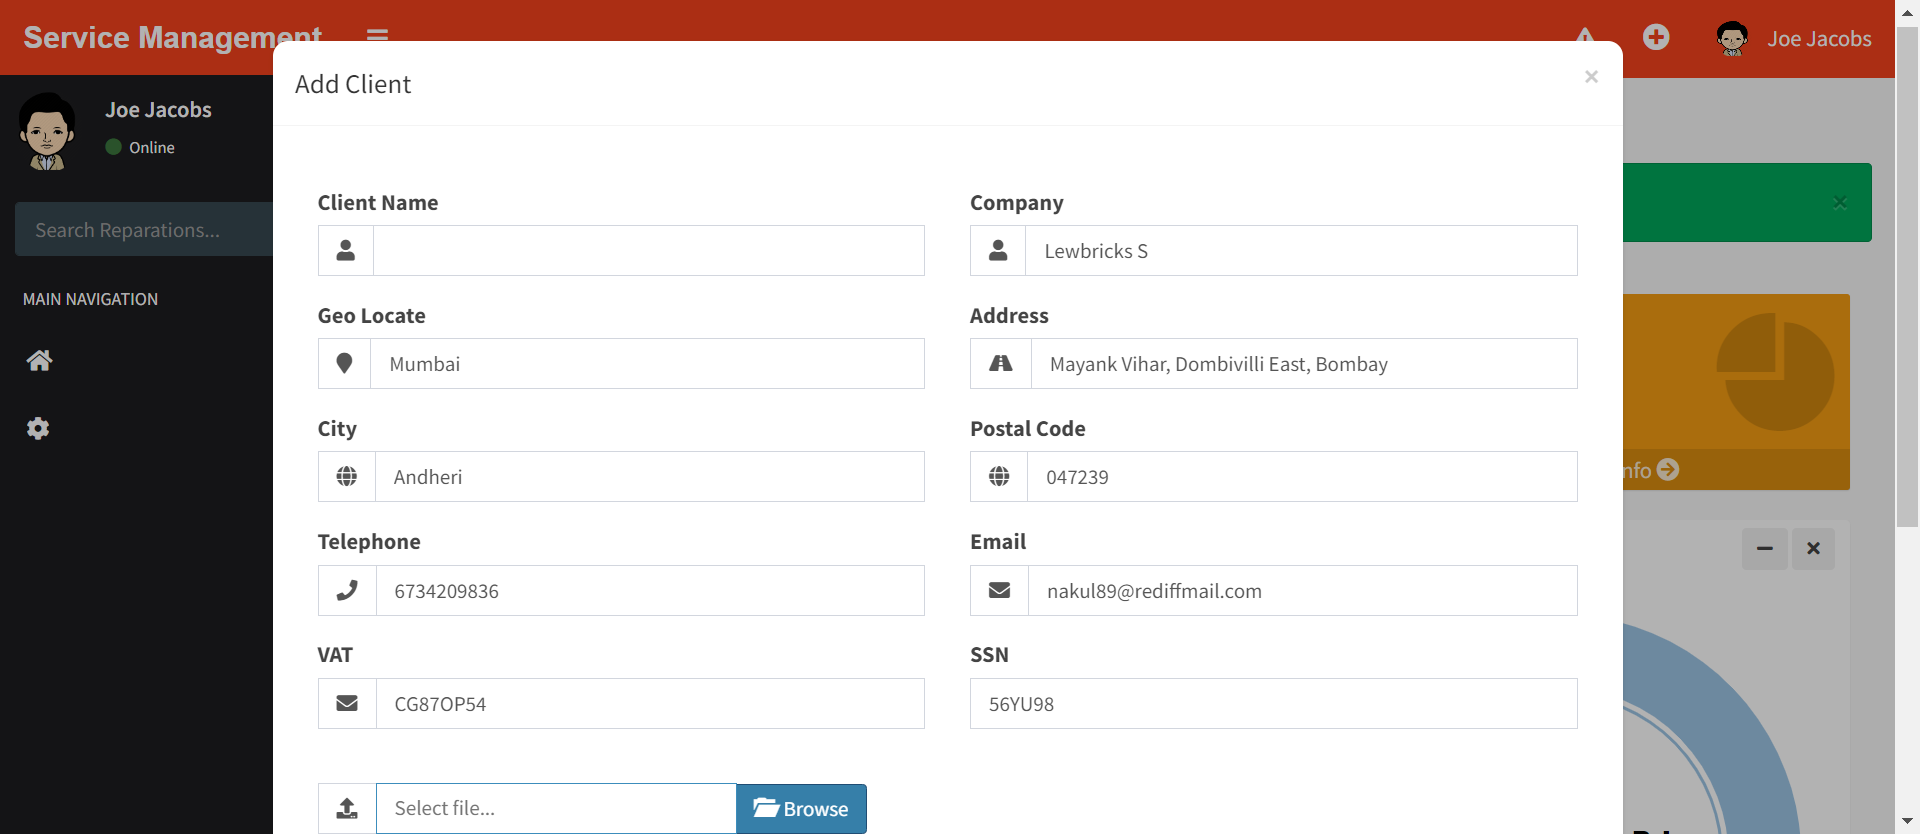 Service Management
Joe Jacobs
Add Client
×
Joe Jacobs
Online
Search Reparations...
MAIN NAVIGATION
Client Name
Company
Lewbricks S
Geo Locate
Address
Mumbai
Mayank Vihar, Dombivilli East, Bombay
City
Postal Code
Andheri
047239
nfo
Telephone
Email
6734209836
nakul89@rediffmail.com
VAT
SSN
CG87OP54
56YU98
Select file...
Browse